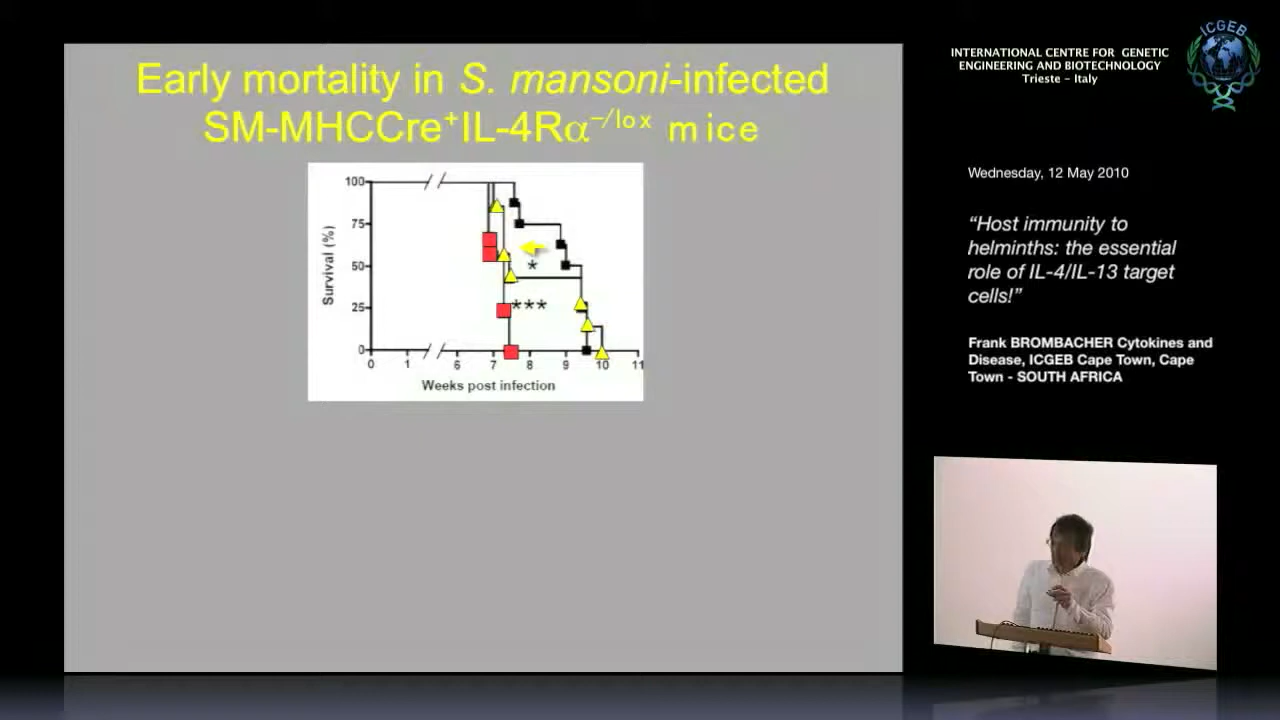 Early mortality in S. mansoni-infected
SM-MHCCre⁺IL-4Rα⁻/lox mice
100
75
50
25
0
Survival (%)
*
***
0 1 6 7 8 9 10 11
Weeks post infection
ICGEB
INTERNATIONAL CENTRE FOR GENETIC
ENGINEERING AND BIOTECHNOLOGY
Trieste - Italy
Wednesday, 12 May 2010
“Host immunity to
helminths: the essential
role of IL-4/IL-13 target
cells!”
Frank BROMBACHER Cytokines and
Disease, ICGEB Cape Town, Cape
Town - SOUTH AFRICA